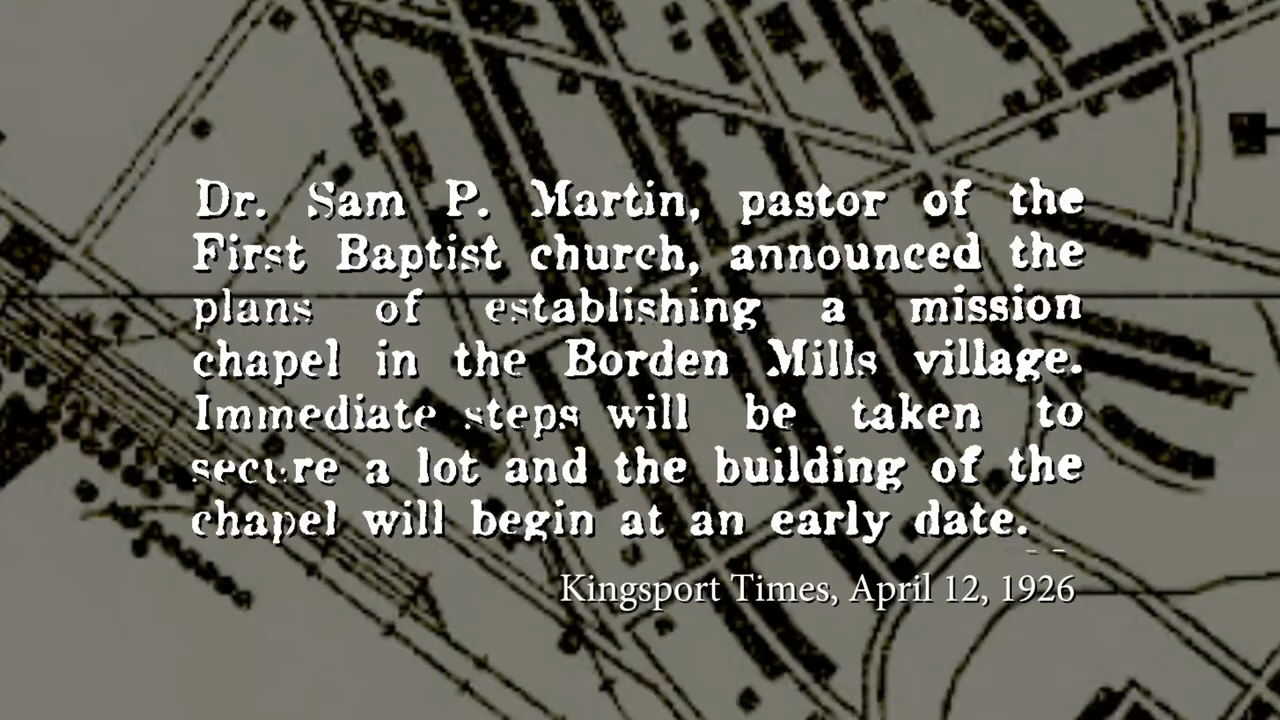 Dr. Sam P. Martin, pastor of the
First Baptist church, announced the
plans of establishing a mission
chapel in the Borden Mills village.
Immediate steps will be taken to
secure a lot and the building of the
chapel will begin at an early date.
Kingsport Times, April 12, 1926